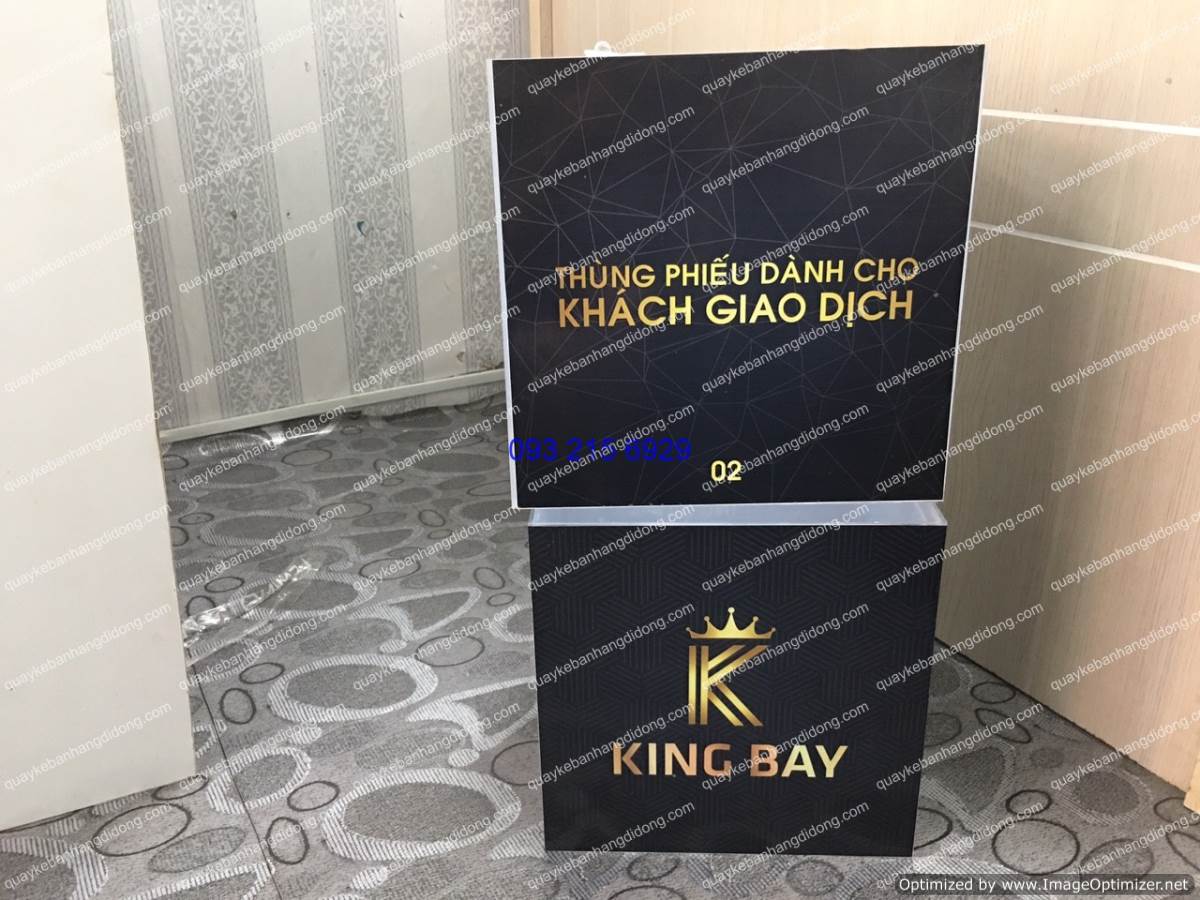 THÙNG PHIẾU DÀNH CHO
KHÁCH GIAO DỊCH
093 215 6929
02
K
KING BAY
quaykebanhangdidong.com
Optimized by www.ImageOptimizer.net